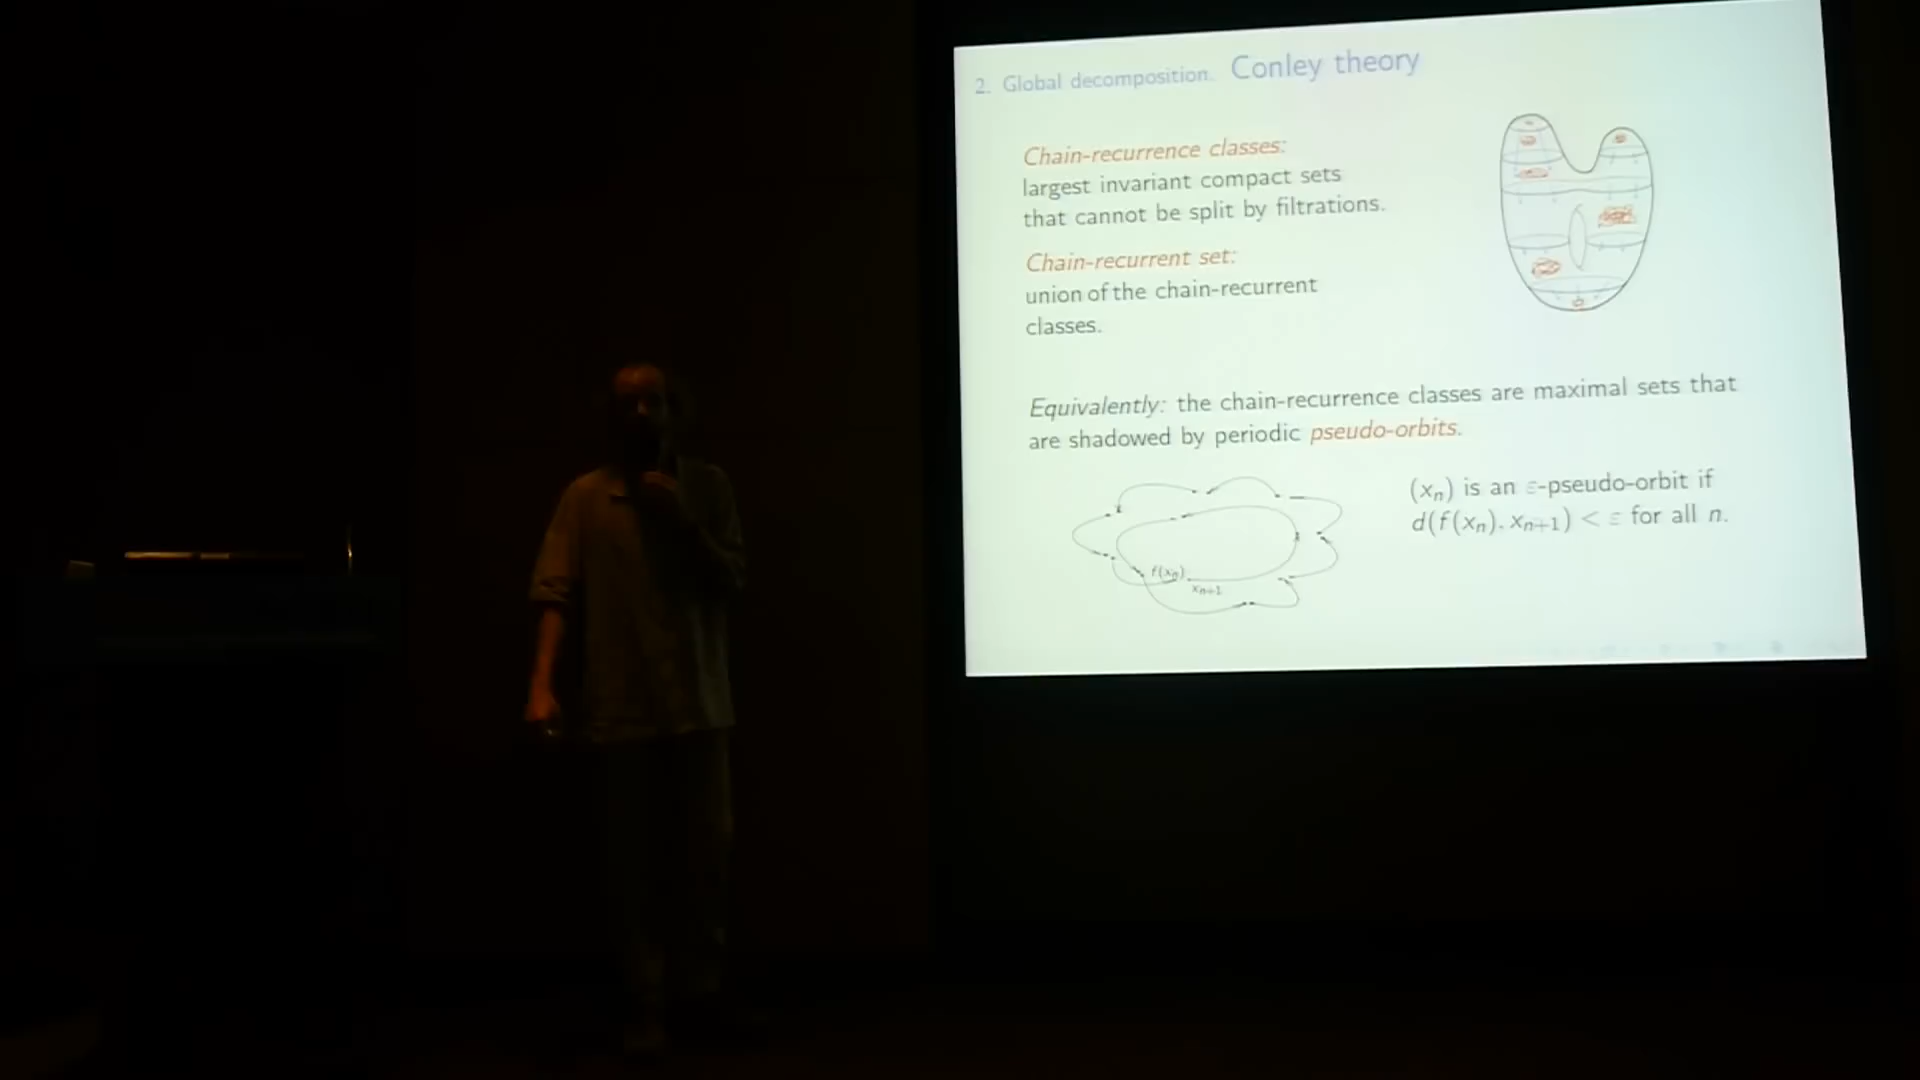 2. Global decomposition. Conley theory
Chain-recurrence classes:
largest invariant compact sets
that cannot be split by filtrations.
Chain-recurrent set:
union of the chain-recurrent
classes.
Equivalently: the chain-recurrence classes are maximal sets that
are shadowed by periodic pseudo-orbits.
(xₙ) is an ε-pseudo-orbit if
d(f(xₙ), xₙ₊₁) < ε for all n.
f(xₙ)
xₙ₊₁